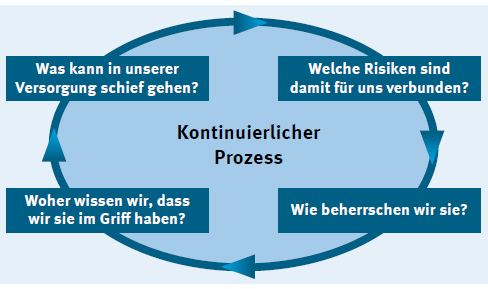 Was kann in unserer
Versorgung schief gehen?
Welche Risiken sind
damit für uns verbunden?
Kontinuierlicher
Prozess
Woher wissen wir, dass
wir sie im Griff haben?
Wie beherrschen wir sie?